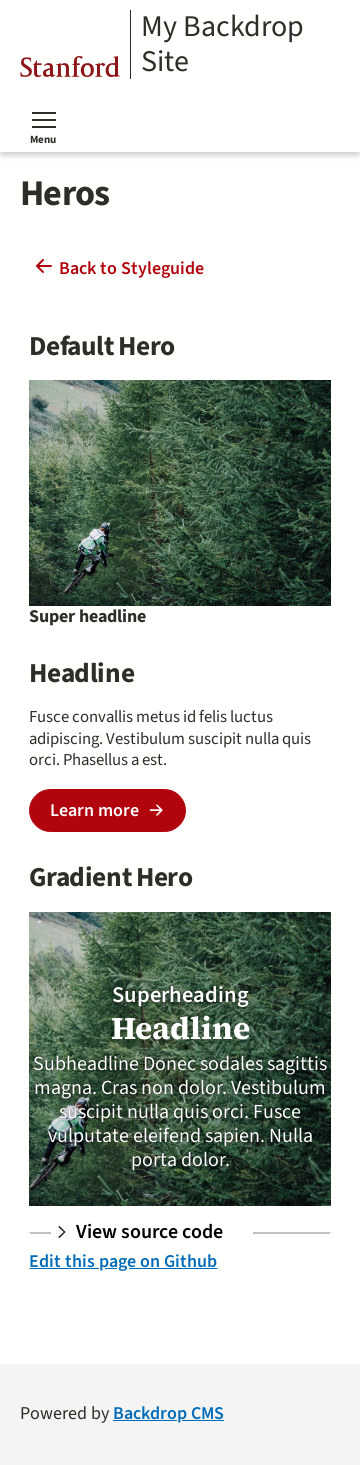 Stanford
My Backdrop
Site
Menu
Heros
Back to Styleguide
Default Hero
Super headline
Headline
Fusce convallis metus id felis luctus
adipiscing. Vestibulum suscipit nulla quis
orci. Phasellus a est.
Learn more
Gradient Hero
Superheading
Headline
Subheadline Donec sodales sagittis
magna. Cras non dolor. Vestibulum
suscipit nulla quis orci. Fusce
vulputate eleifend sapien. Nulla
porta dolor.
View source code
Edit this page on Github
Powered by Backdrop CMS